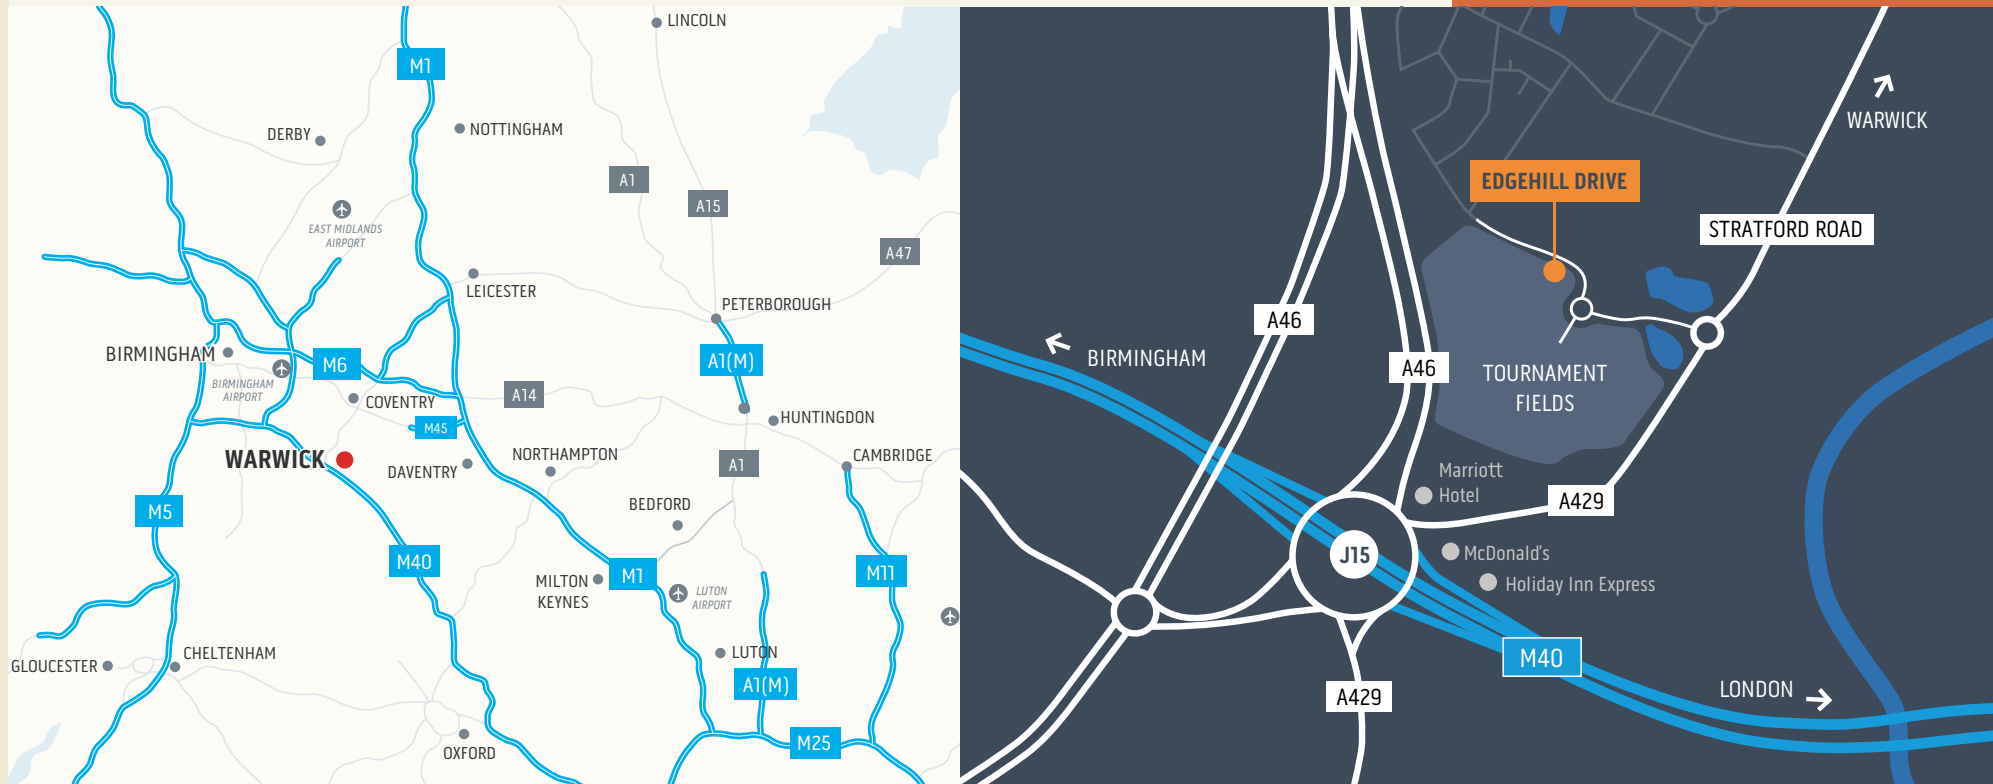 LINCOLN
M1
DERBY
NOTTINGHAM
A1
A15
EAST MIDLANDS
AIRPORT
A47
LEICESTER
PETERBOROUGH
BIRMINGHAM
M6
A1(M)
BIRMINGHAM
AIRPORT
COVENTRY
A14
M45
HUNTINGDON
WARWICK
DAVENTRY
NORTHAMPTON
A1
CAMBRIDGE
M5
BEDFORD
M40
MILTON
KEYNES
M1
LUTON
AIRPORT
M11
GLOUCESTER
CHELTENHAM
LUTON
A1(M)
OXFORD
M25
WARWICK
EDGEHILL DRIVE
STRATFORD ROAD
A46
BIRMINGHAM
A46
TOURNAMENT
FIELDS
Marriott
Hotel
A429
J15
McDonald's
Holiday Inn Express
M40
A429
LONDON